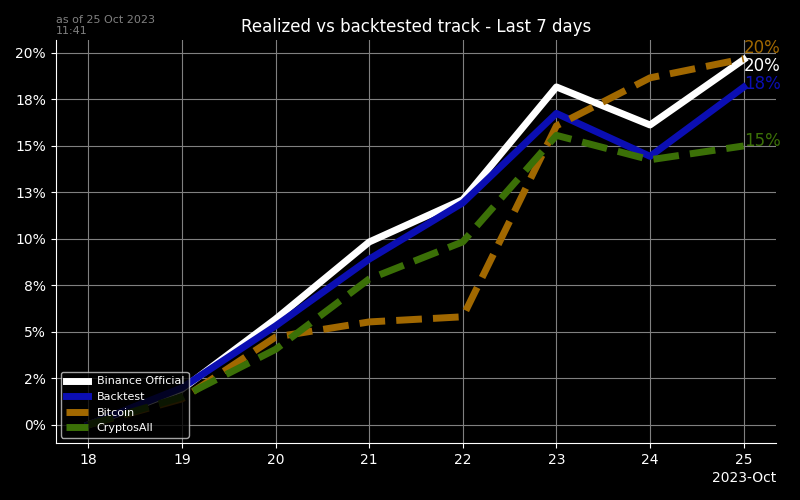 as of 25 Oct 2023
11:41
Realized vs backtested track - Last 7 days
20%
18%
15%
13%
10%
8%
5%
2%
0%
20%
20%
18%
15%
Binance Official
Backtest
Bitcoin
CryptosAll
18 19 20 21 22 23 24 25
2023-Oct